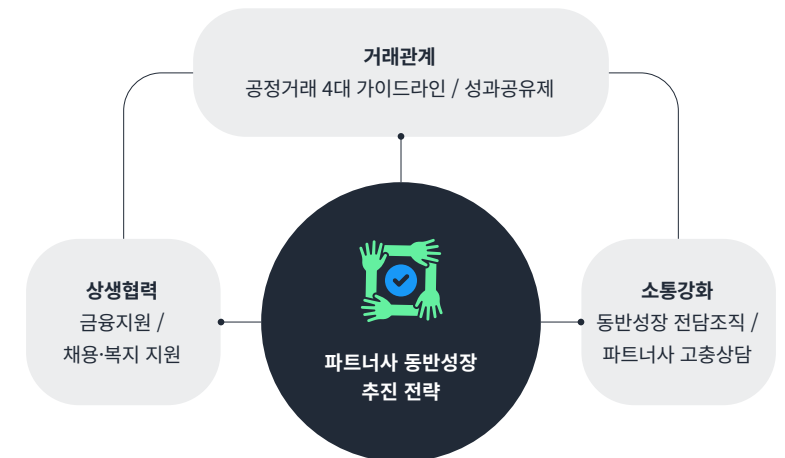 거래관계
공정거래 4대 가이드라인 / 성과공유제
상생협력
금융지원 /
채용·복지 지원
파트너사 동반성장
추진 전략
소통강화
동반성장 전담조직 /
파트너사 고충상담